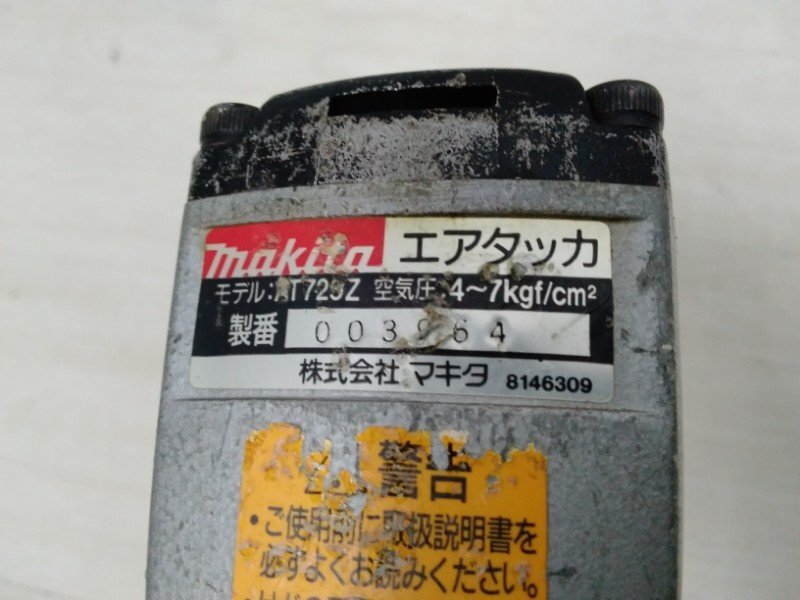 makita エアタッカ
モデル:AT725Z 空気圧 4~7kgf/cm²
製番 003964
株式会社 マキタ 8146309
警告
・ご使用前に取扱説明書を
必ずよくお読みください。